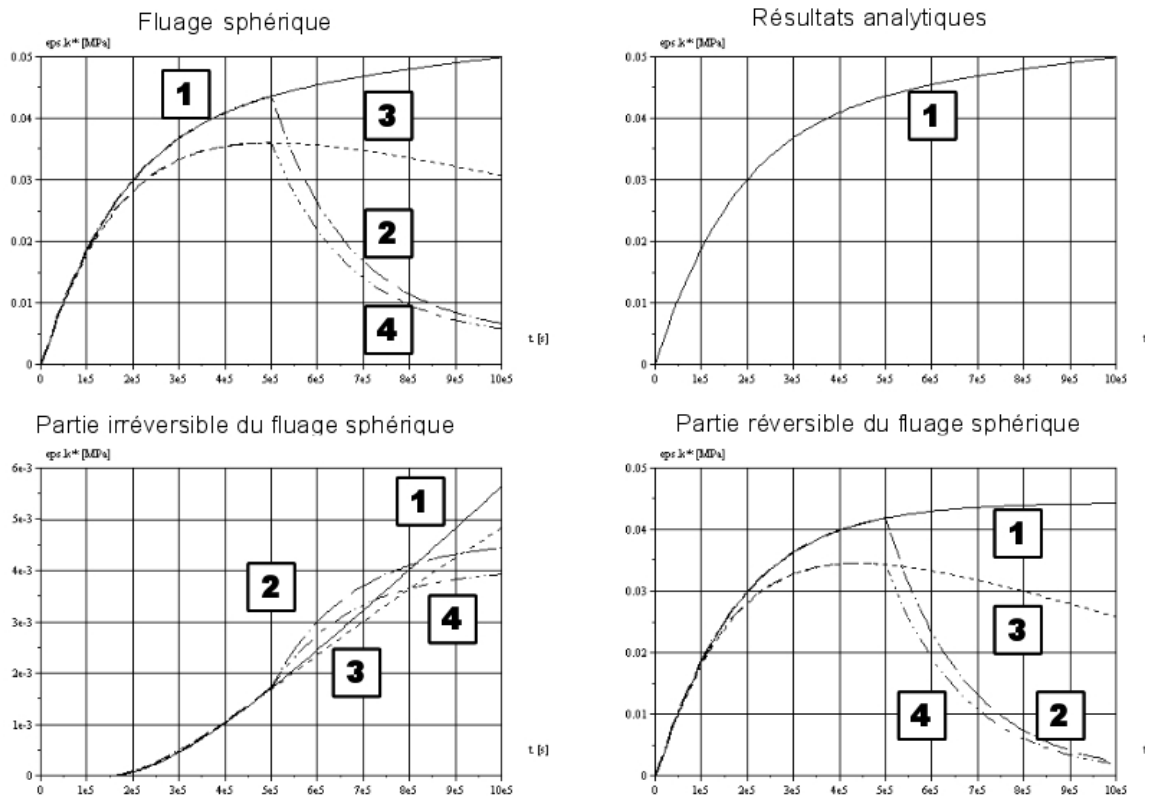 Fluage sphérique
eps.k* [MPa]
0.05
0.04
0.03
0.02
0.01
0
1
3
2
4
t [s]
0 1e5 2e5 3e5 4e5 5e5 6e5 7e5 8e5 9e5 10e5
Résultats analytiques
eps.k* [MPa]
0.05
0.04
0.03
0.02
0.01
0
1
t
0 1e5 2e5 3e5 4e5 5e5 6e5 7e5 8e5 9e5 10e5
Partie irréversible du fluage sphérique
eps.k* [MPa]
6e-3
5e-3
4e-3
3e-3
2e-3
1e-3
0
1
2
4
3
t [s]
0 1e5 2e5 3e5 4e5 5e5 6e5 7e5 8e5 9e5 10e5
Partie réversible du fluage sphérique
eps.k* [MPa]
0.05
0.04
0.03
0.02
0.01
0
1
3
4
2
t
0 1e5 2e5 3e5 4e5 5e5 6e5 7e5 8e5 9e5 10e5